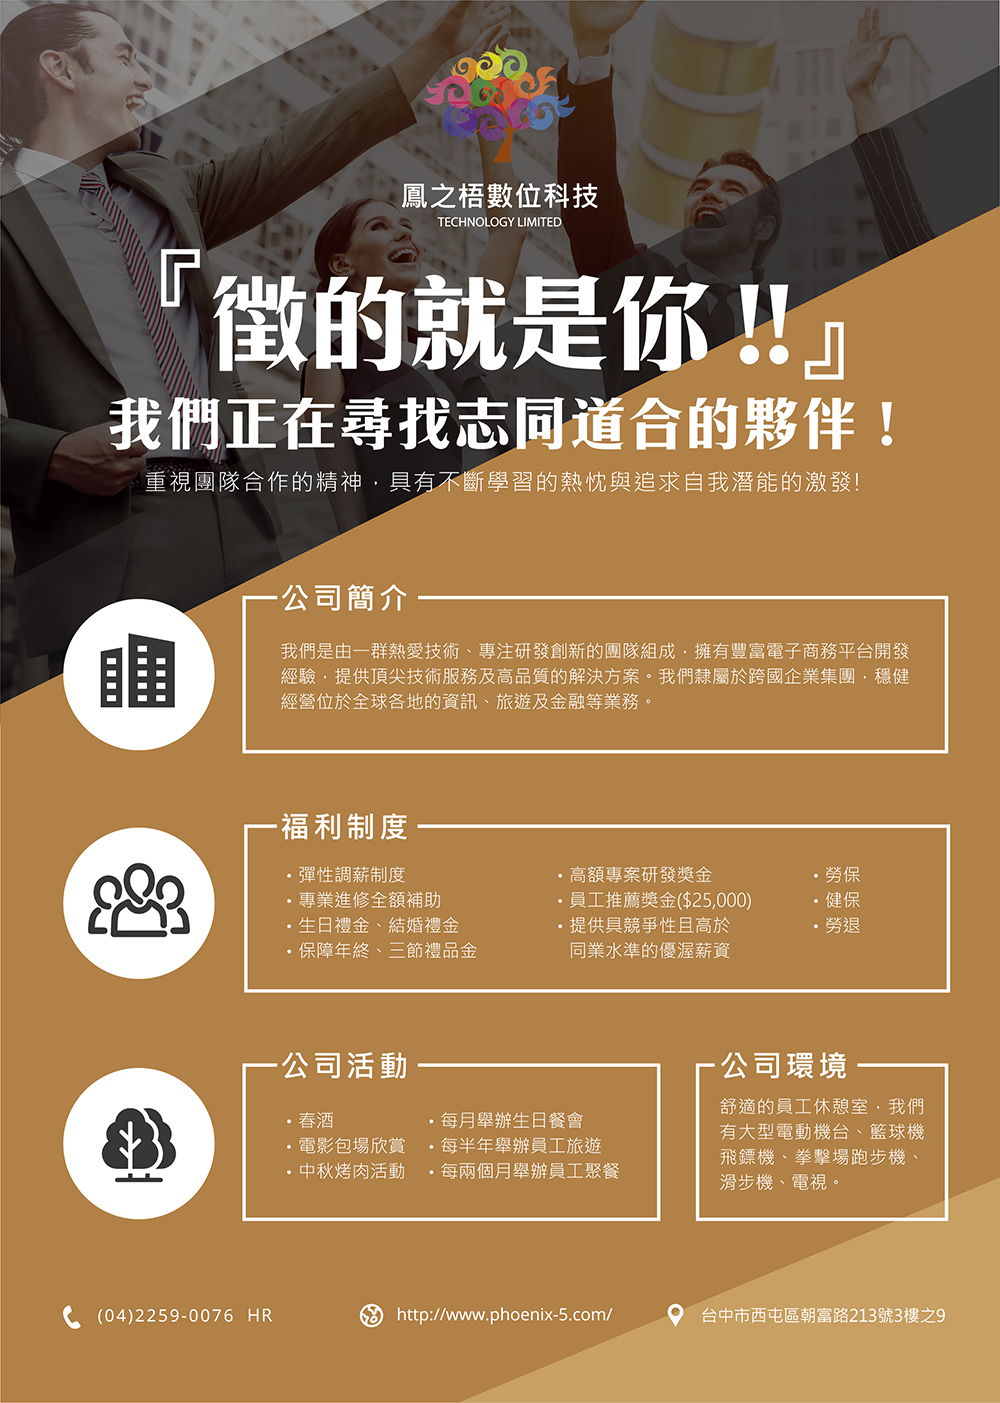 鳳之梧數位科技
TECHNOLOGY LIMITED
『徵的就是你!!』
我們正在尋找志同道合的夥伴！
重視團隊合作的精神，具有不斷學習的熱忱與追求自我潛能的激發!
公司簡介
我們是由一群熱愛技術、專注研發創新的團隊組成，擁有豐富電子商務平台開發
經驗，提供頂尖技術服務及高品質的解決方案。我們隸屬於跨國企業集團，穩健
經營位於全球各地的資訊、旅遊及金融等業務。
福利制度
・彈性調薪制度
・專業進修全額補助
・生日禮金、結婚禮金
・保障年終、三節禮品金
・高額專案研發獎金
・員工推薦獎金($25,000)
・提供具競爭性且高於
同業水準的優渥薪資
・勞保
・健保
・勞退
公司活動
・春酒
・電影包場欣賞
・中秋烤肉活動
・每月舉辦生日餐會
・每半年舉辦員工旅遊
・每兩個月舉辦員工聚餐
公司環境
舒適的員工休憩室，我們
有大型電動機台、籃球機
飛鏢機、拳擊場跑步機、
滑步機、電視。
(04)2259-0076 HR
http://www.phoenix-5.com/
台中市西屯區朝富路213號3樓之9